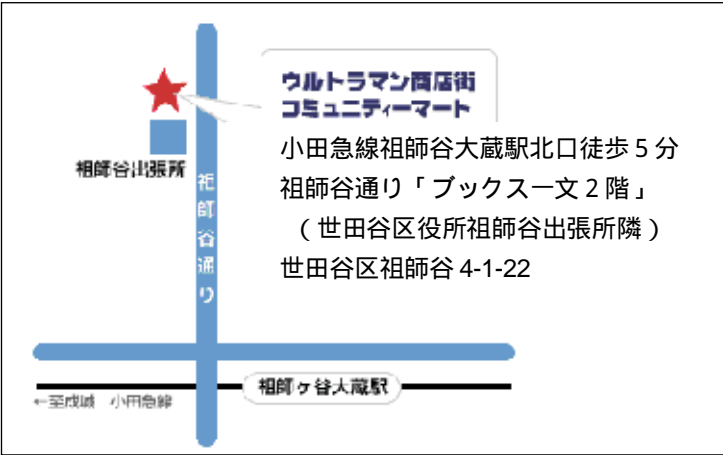 ウルトラマン商店街
コミュニティーマート
小田急線祖師谷大蔵駅北口徒歩5分
祖師谷通り「ブックス一文2階」
(世田谷区役所祖師谷出張所隣)
世田谷区祖師谷 4-1-22
祖師谷出張所
祖師谷通り
祖師ヶ谷大蔵駅
←至成城 小田急線